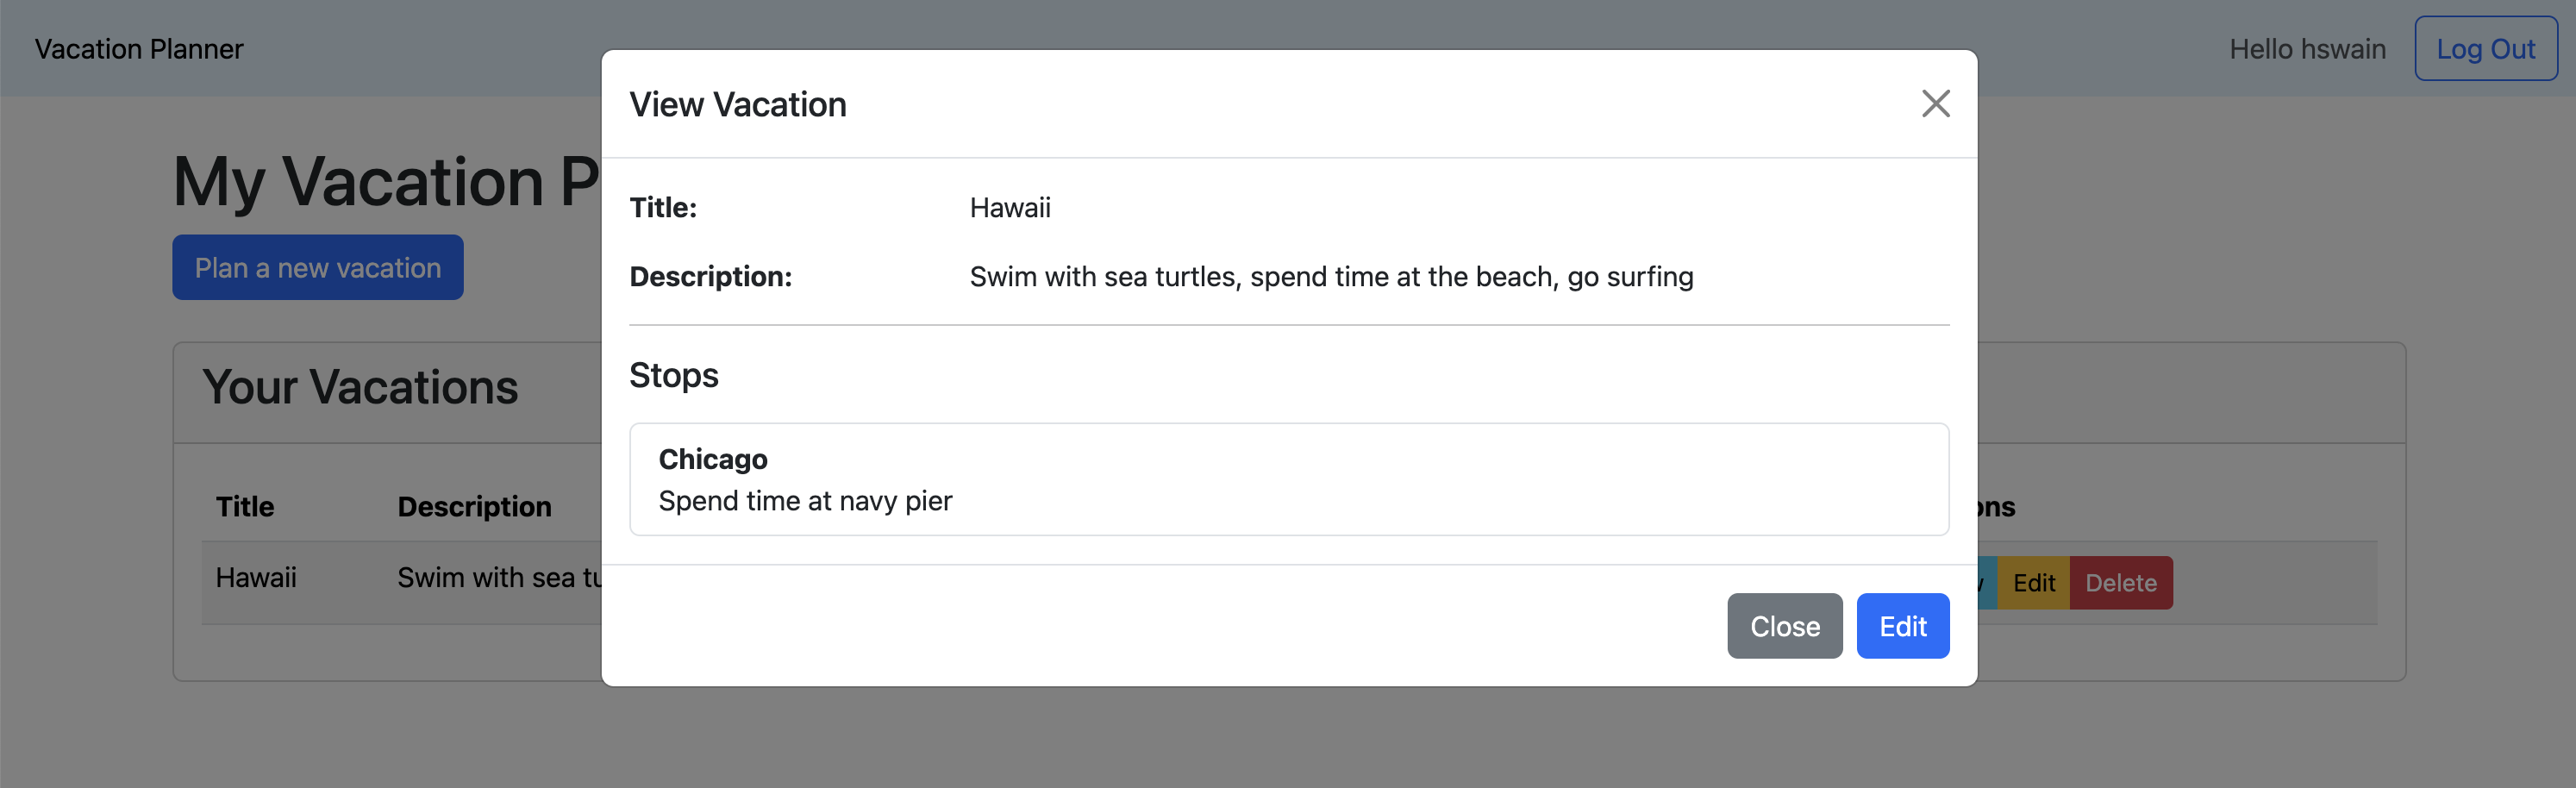 Vacation Planner
Hello hswain
Log Out
My Vacation P
Plan a new vacation
Your Vacations
Title
Description
Hawaii
Swim with sea tu
ons
Edit
Delete
View Vacation
Title:
Hawaii
Description:
Swim with sea turtles, spend time at the beach, go surfing
Stops
Chicago
Spend time at navy pier
Close
Edit